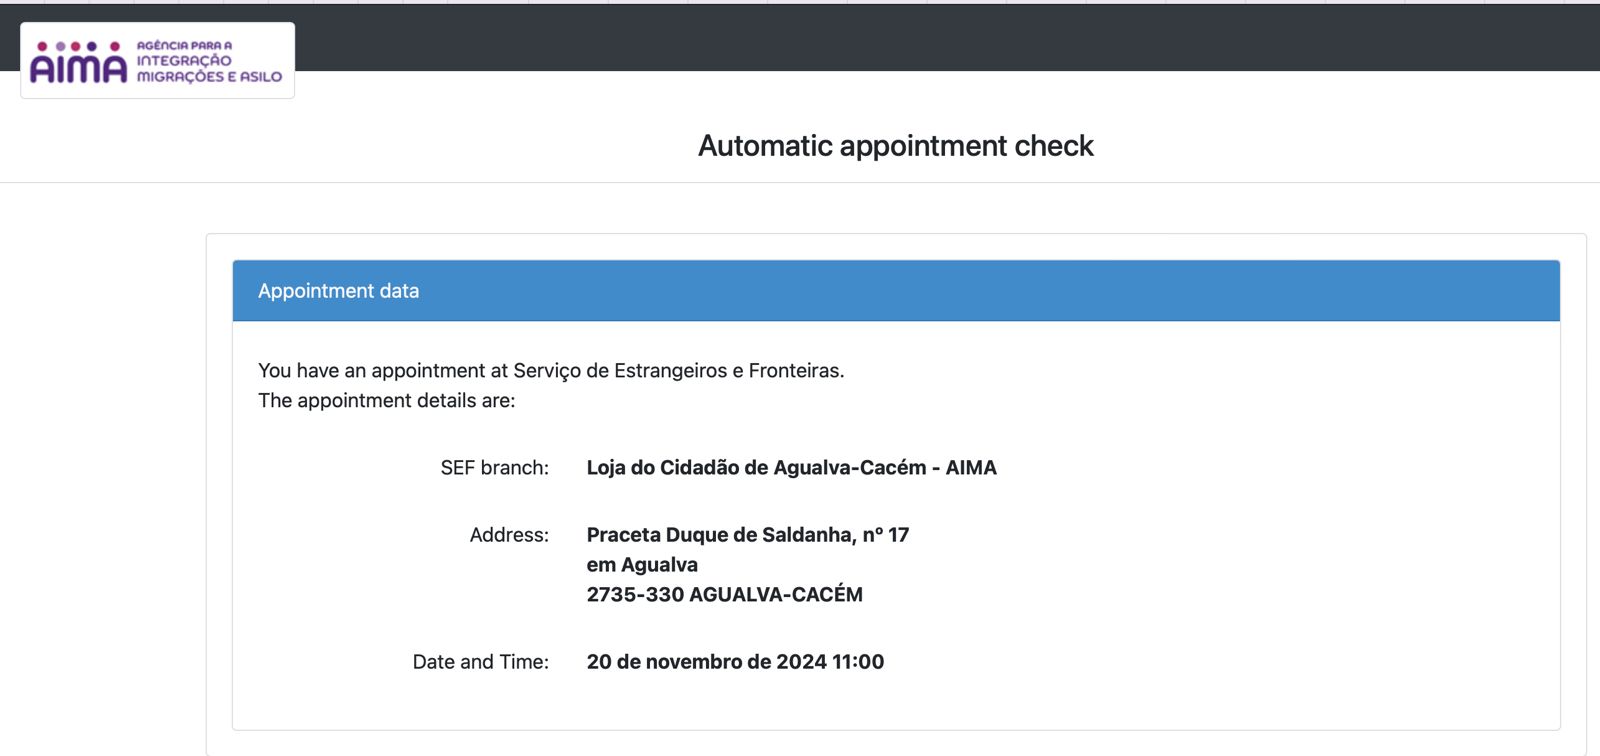 AIMA
AGÊNCIA PARA A
INTEGRAÇÃO
MIGRAÇÕES E ASILO
Automatic appointment check
Appointment data
You have an appointment at Serviço de Estrangeiros e Fronteiras.
The appointment details are:
SEF branch: Loja do Cidadão de Agualva-Cacém - AIMA
Address: Praceta Duque de Saldanha, nº 17
em Agualva
2735-330 AGUALVA-CACÉM
Date and Time: 20 de novembro de 2024 11:00